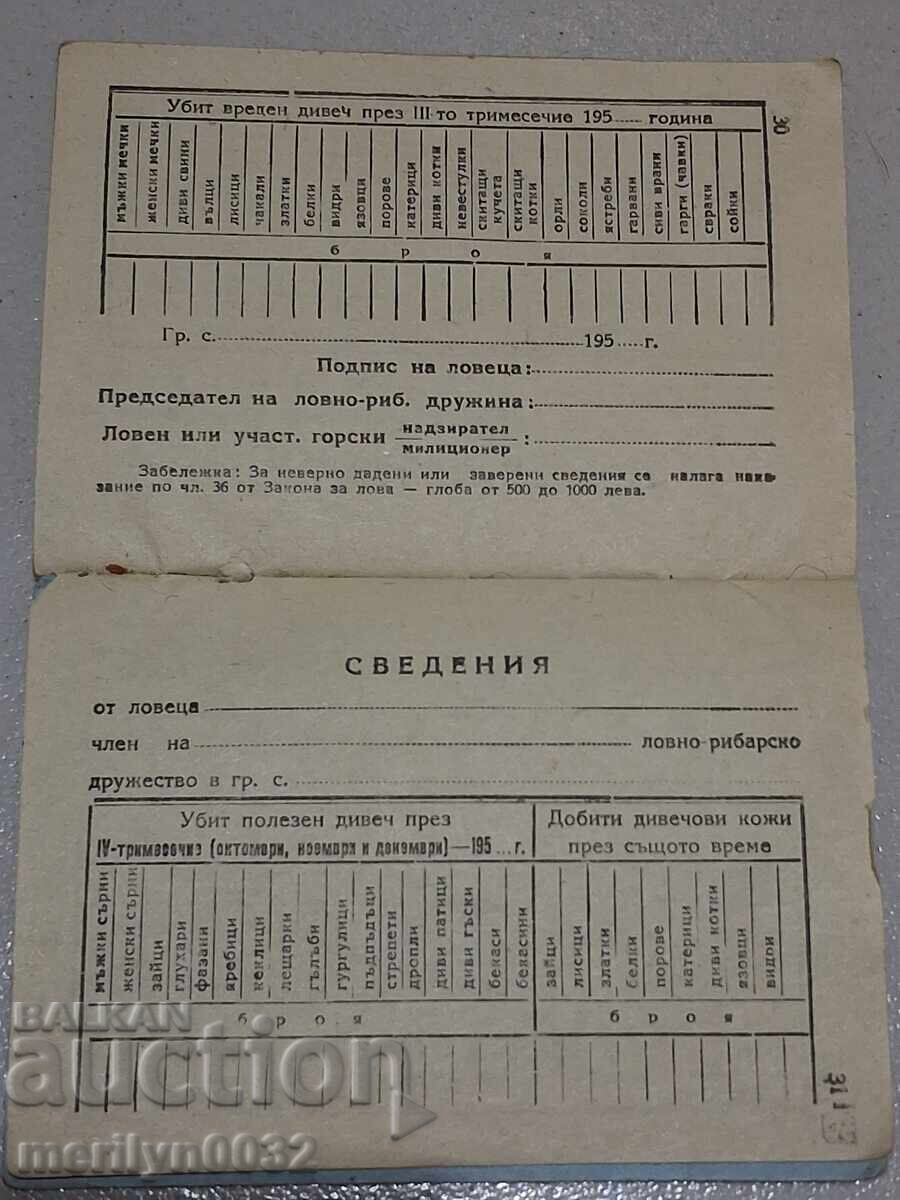 30
Убит вреден дивеч през III-то тримесечие 195...... година
мъжки мечки
женски мечки
диви свини
вълци
лисици
чакали
златки
белки
видри
язовци
порове
катерици
диви котки
невестулки
скитащи кучета
скитащи котки
орли
соколи
ястреби
гарвани
сиви врани
гарги (чавки)
свраки
сойки
б р о я
Гр. с. 195......г.
Подпис на ловеца:
Председател на ловно-риб. дружина:
Ловен или участ. горски надзирател :
милиционер
Забележка: За неверно дадени или заверени сведения се налага нака-
зание по чл. 36 от Закона за лова — глоба от 500 до 1000 лева.
СВЕДЕНИЯ
от ловеца
член на ловно-рибарско
дружество в гр. с.
Убит полезен дивеч през
IV-тримесечие (октомври, ноември и декември)—195 ... г.
Добити дивечови кожи
през същото време
мъжки сърни
женски сърни
зайци
глухари
фазани
яребици
кеклици
лещарки
гълъби
гургулици
пъдпъдъци
стрепети
дропли
диви патици
диви гъски
бекаси
бекасини
зайци
лисици
златки
белки
порове
катерици
диви котки
язовци
видри
б р о я
б р о я
31
BALKAN
auction
merilyn0032